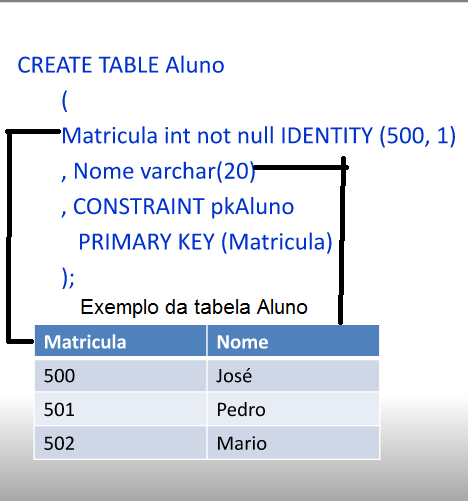 CREATE TABLE Aluno
(
Matricula int not null IDENTITY (500, 1)
, Nome varchar(20)
, CONSTRAINT pkAluno
PRIMARY KEY (Matricula)
);
Exemplo da tabela Aluno
Matricula Nome
500 José
501 Pedro
502 Mario